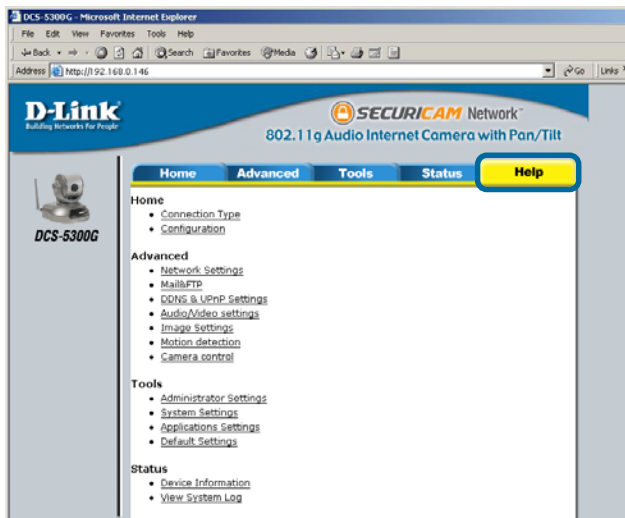 DCS-5300G - Microsoft Internet Explorer
File Edit View Favorites Tools Help
Back Search Favorites Media
Address http://192.168.0.146 Go Links
D-Link
Building Networks For People
SECURICAM Network™
802.11g Audio Internet Camera with Pan/Tilt
DCS-5300G
Home Advanced Tools Status Help
Home
Connection Type
Configuration
Advanced
Network Settings
Mail&FTP
DDNS & UPnP Settings
Audio/Video settings
Image Settings
Motion detection
Camera control
Tools
Administrator Settings
System Settings
Applications Settings
Default Settings
Status
Device Information
View System Log